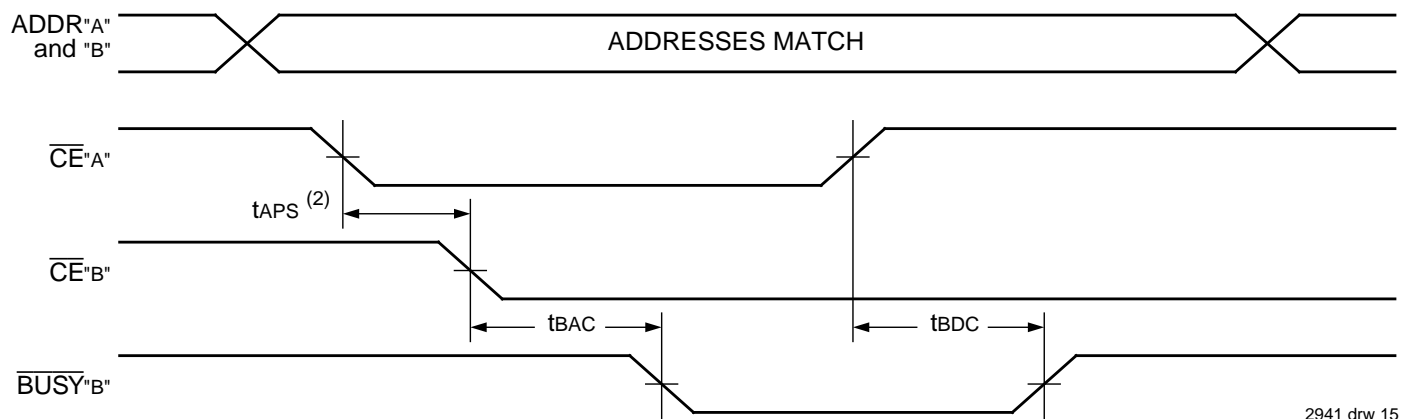 ADDR"A"
and "B"
ADDRESSES MATCH
CE"A"
tAPS (2)
CE"B"
tBAC
tBDC
BUSY"B"
2941 drw 15